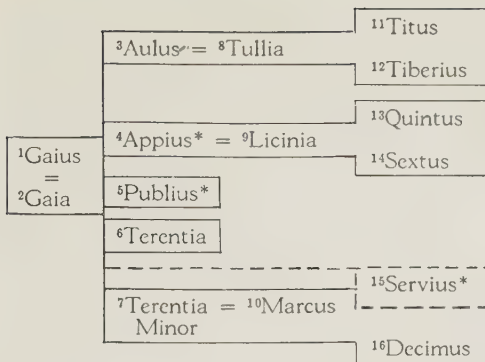 ¹¹Titus
³Aulus = ⁸Tullia
¹²Tiberius
¹³Quintus
⁴Appius* = ⁹Licinia
¹⁴Sextus
¹Gaius
=
²Gaia
⁵Publius*
⁶Terentia
¹⁵Servius*
⁷Terentia = ¹⁰Marcus
Minor
¹⁶Decimus